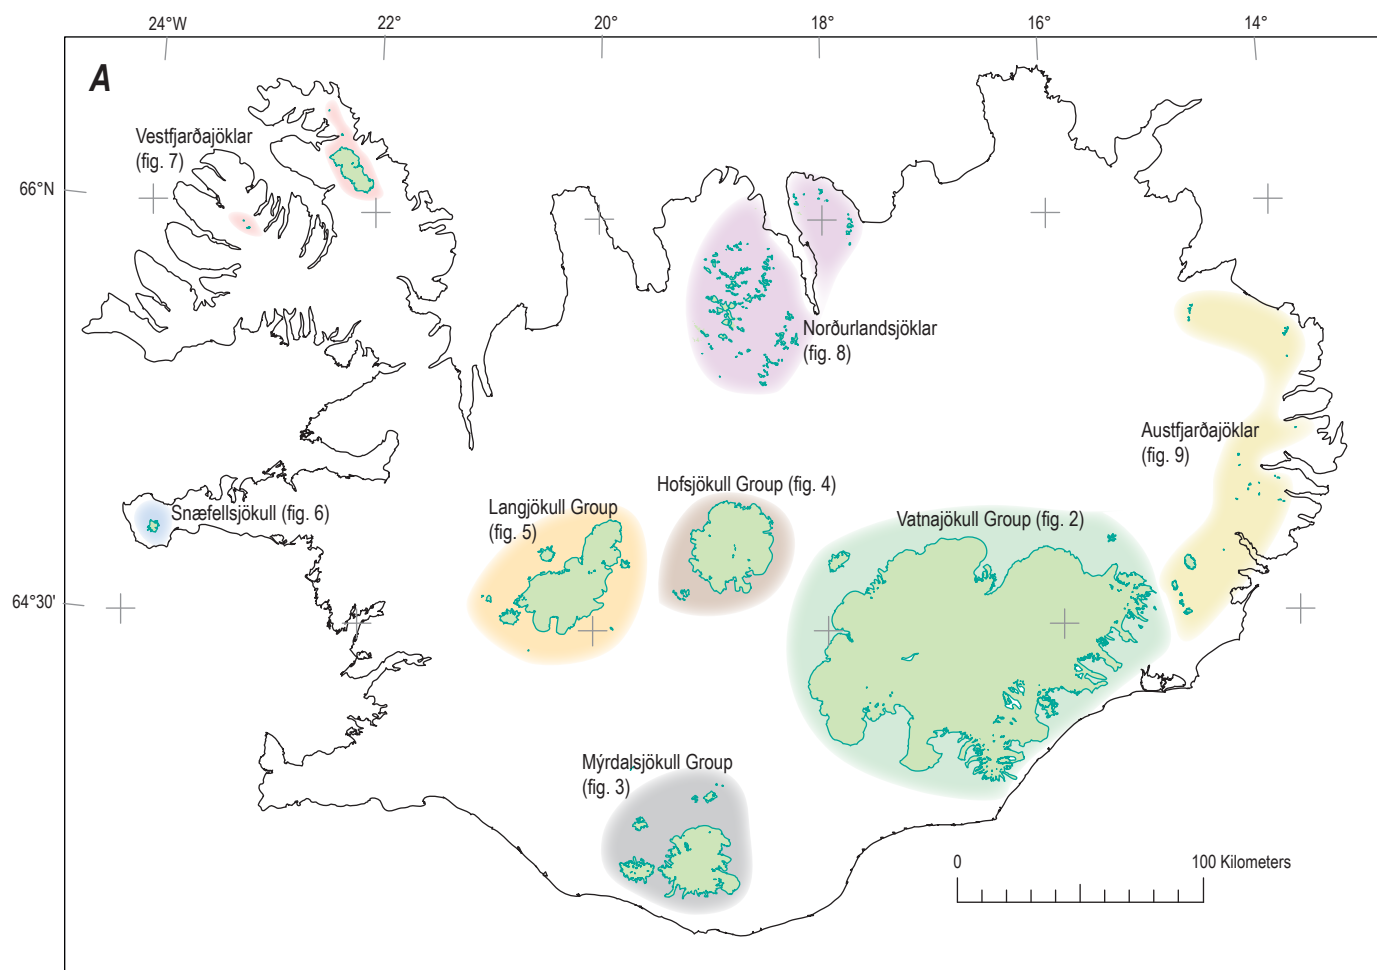 24°W
22°
20°
18°
16°
14°
A
Vestfjarðajöklar
(fig. 7)
66°N
Norðurlandsjöklar
(fig. 8)
Austfjarðajöklar
(fig. 9)
Snæfellsjökull (fig. 6)
Langjökull Group
(fig. 5)
Hofsjökull Group (fig. 4)
Vatnajökull Group (fig. 2)
64°30'
Mýrdalsjökull Group
(fig. 3)
0
100 Kilometers